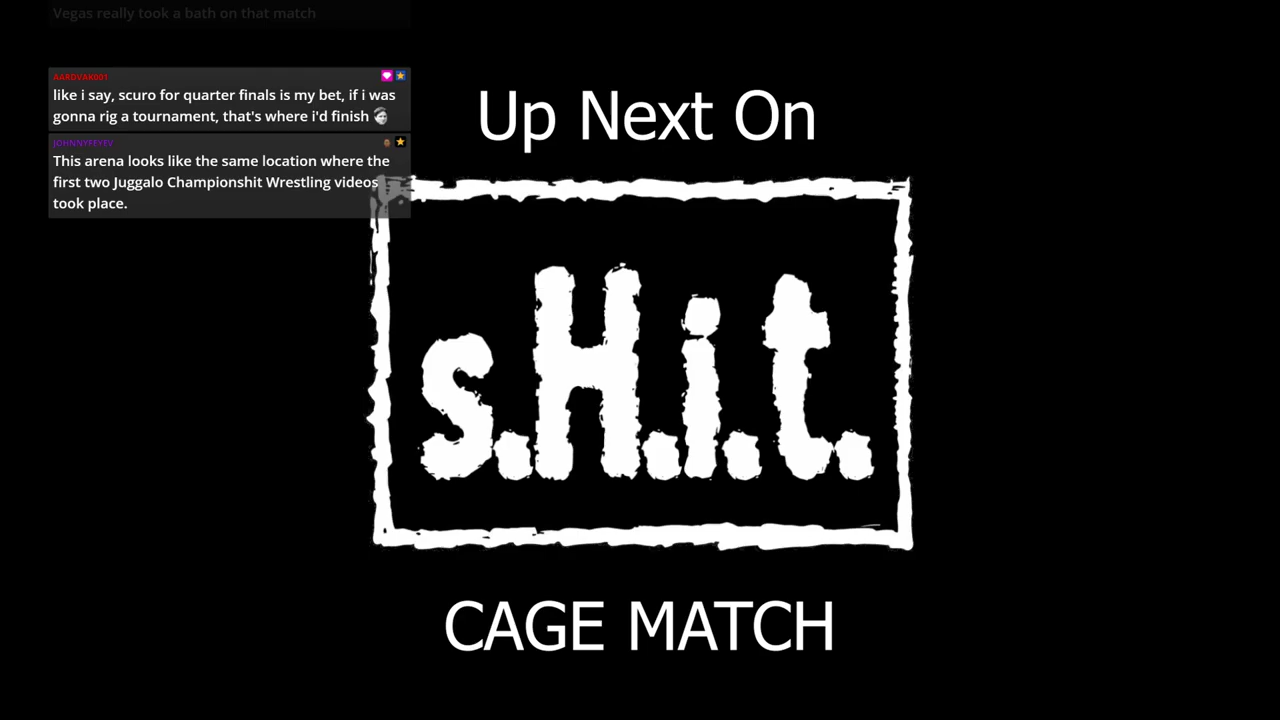 Vegas really took a bath on that match
AARDVAK001
like i say, scuro for quarter finals is my bet, if i was
gonna rig a tournament, that's where i'd finish
JOHNNYFEYEV
This arena looks like the same location where the
first two Juggalo Championshit Wrestling videos
took place.
Up Next On
s.H.i.t.
CAGE MATCH